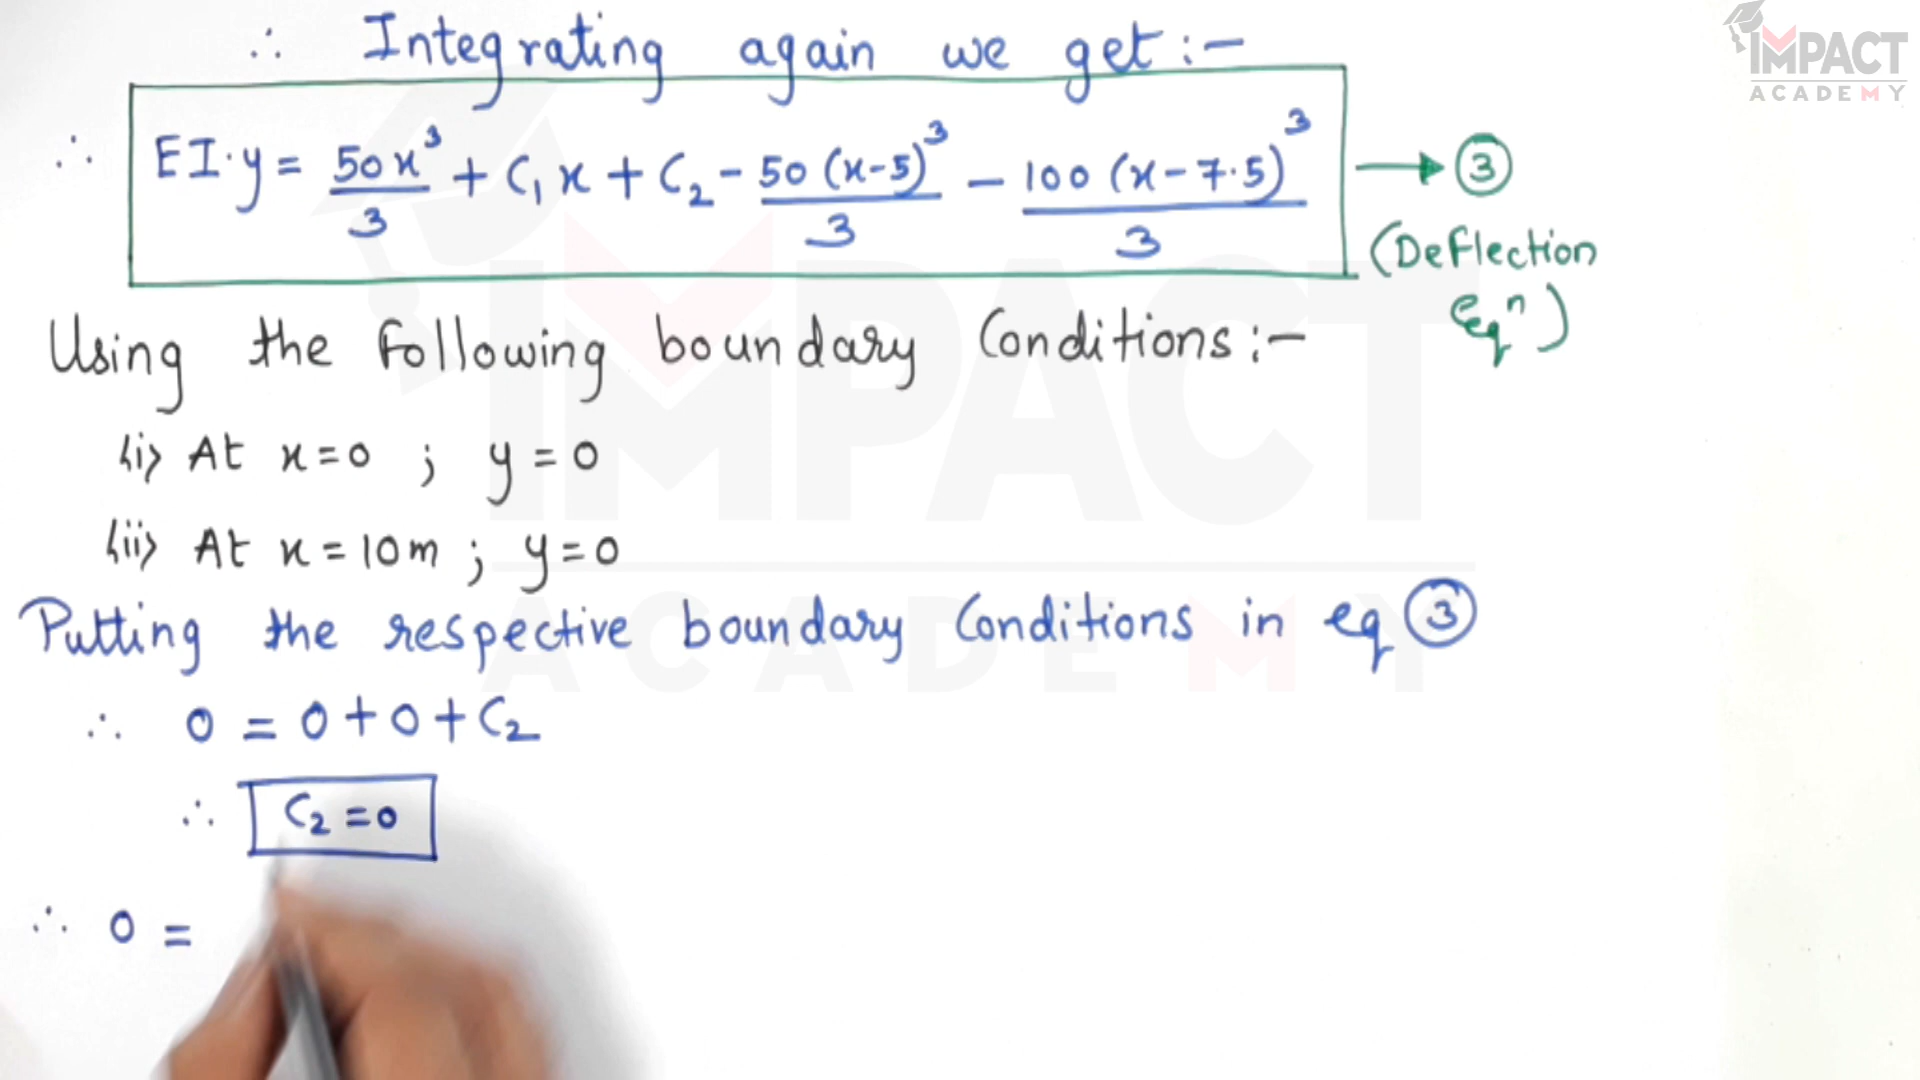 ∴ Integrating again we get:-
∴ EI·y = 50x³/3 + C₁x + C₂ - 50(x-5)³/3 - 100(x-7.5)³/3 → ③
(Deflection
Eqⁿ)
Using the following boundary Conditions:-
(i) At x=0 ; y=0
(ii) At x=10m ; y=0
Putting the respective boundary Conditions in eq ③
∴ 0 = 0+0+C₂
∴ C₂=0
∴ 0 =
IMPACT
ACADEMY
IMPACT
ACADEMY